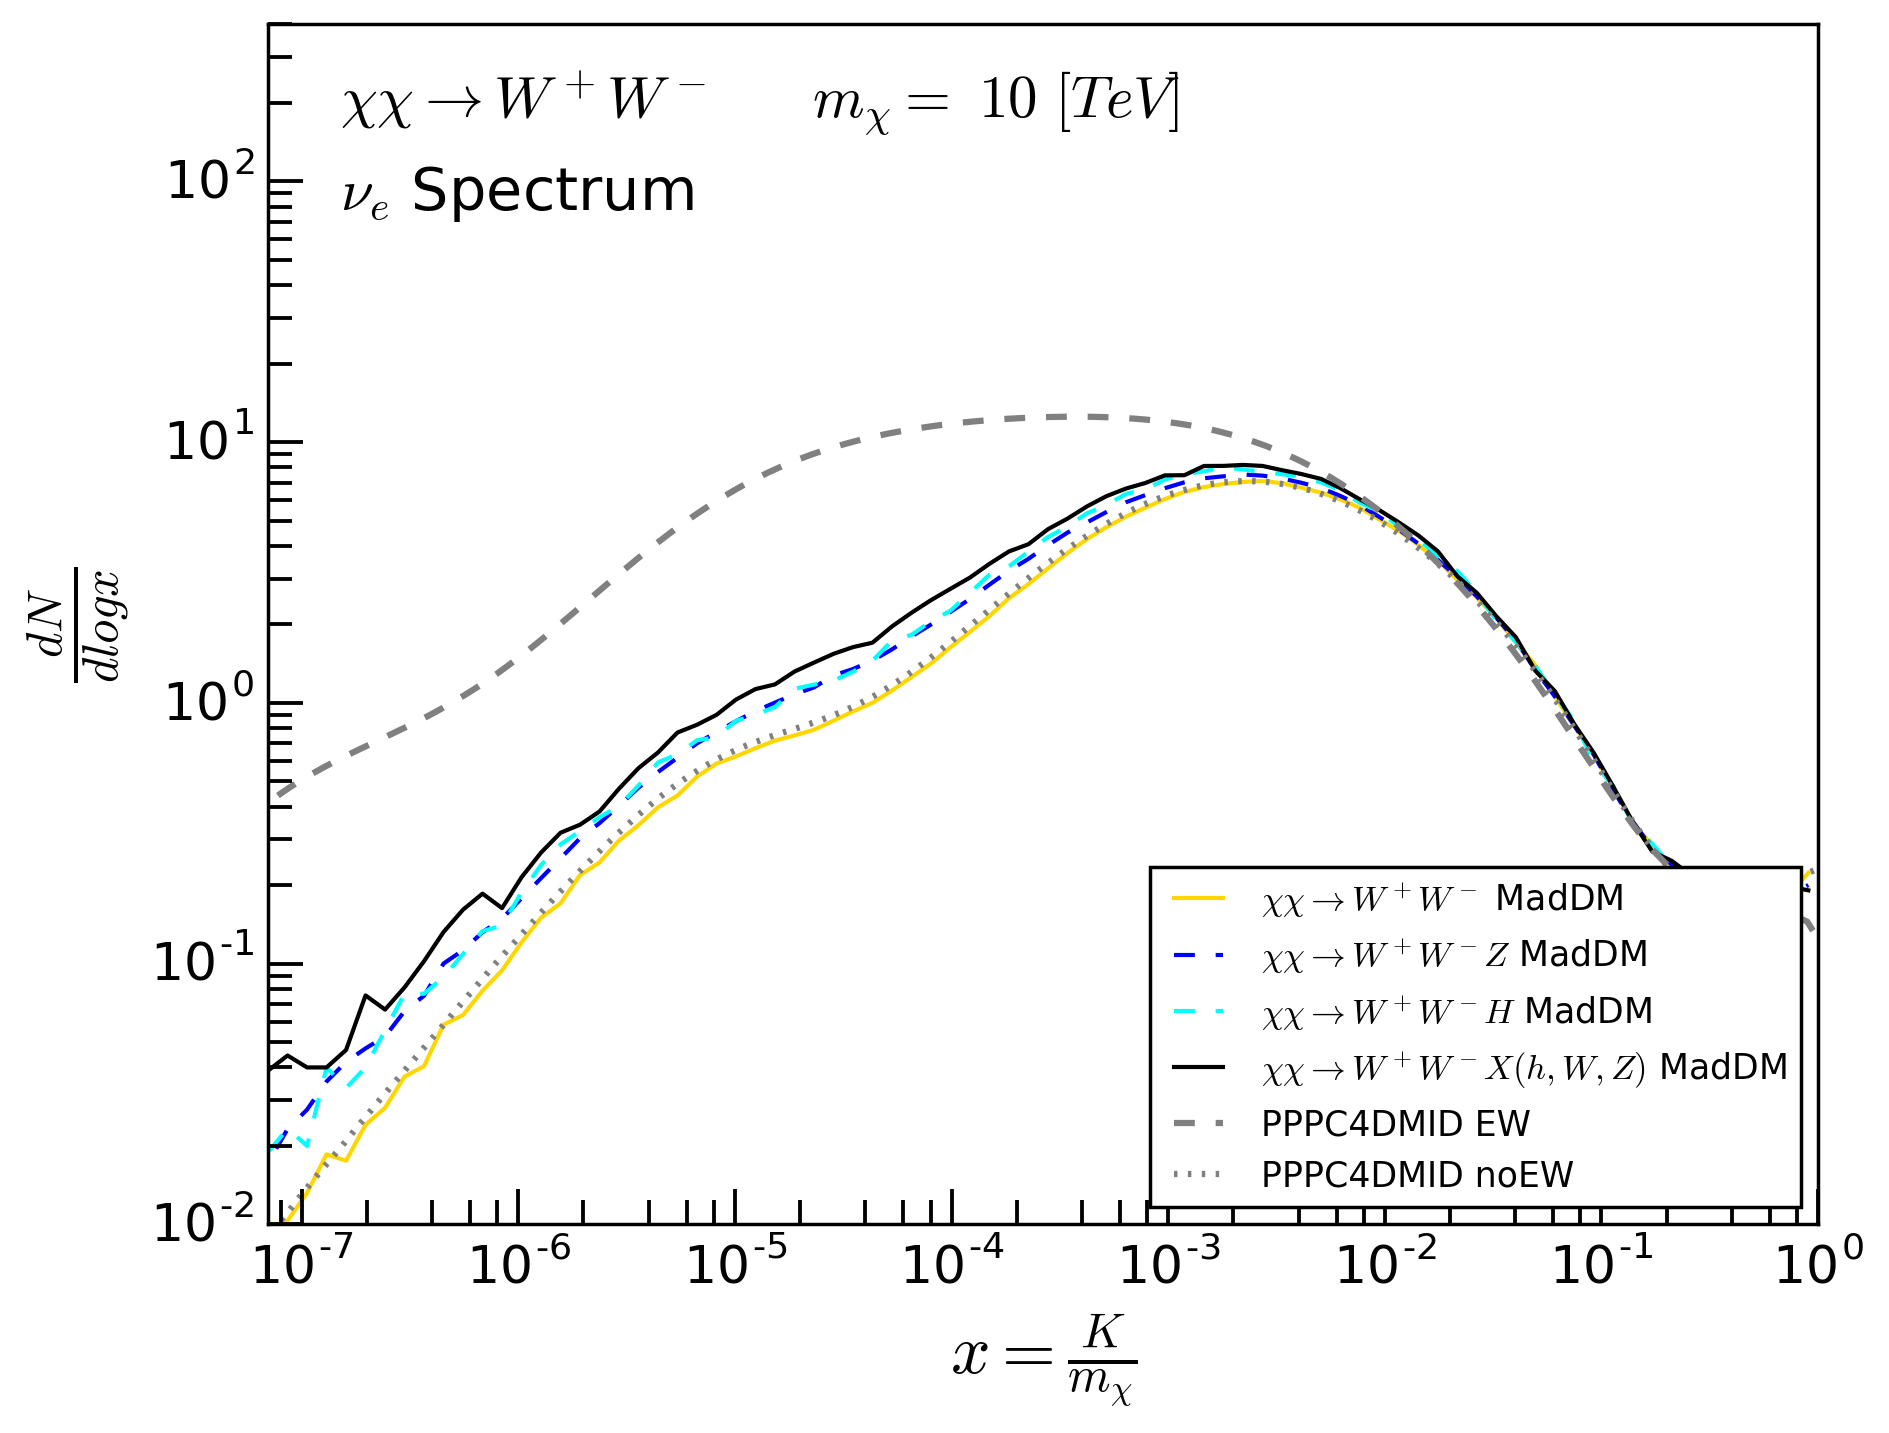 χχ → W⁺W⁻ m_χ = 10 [TeV]
ν_e Spectrum
dN/dlogx
10²
10¹
10⁰
10⁻¹
10⁻²
10⁻⁷ 10⁻⁶ 10⁻⁵ 10⁻⁴ 10⁻³ 10⁻² 10⁻¹ 10⁰
x = K/m_χ
χχ → W⁺W⁻ MadDM
χχ → W⁺W⁻Z MadDM
χχ → W⁺W⁻H MadDM
χχ → W⁺W⁻X(h, W, Z) MadDM
PPPC4DMID EW
PPPC4DMID noEW